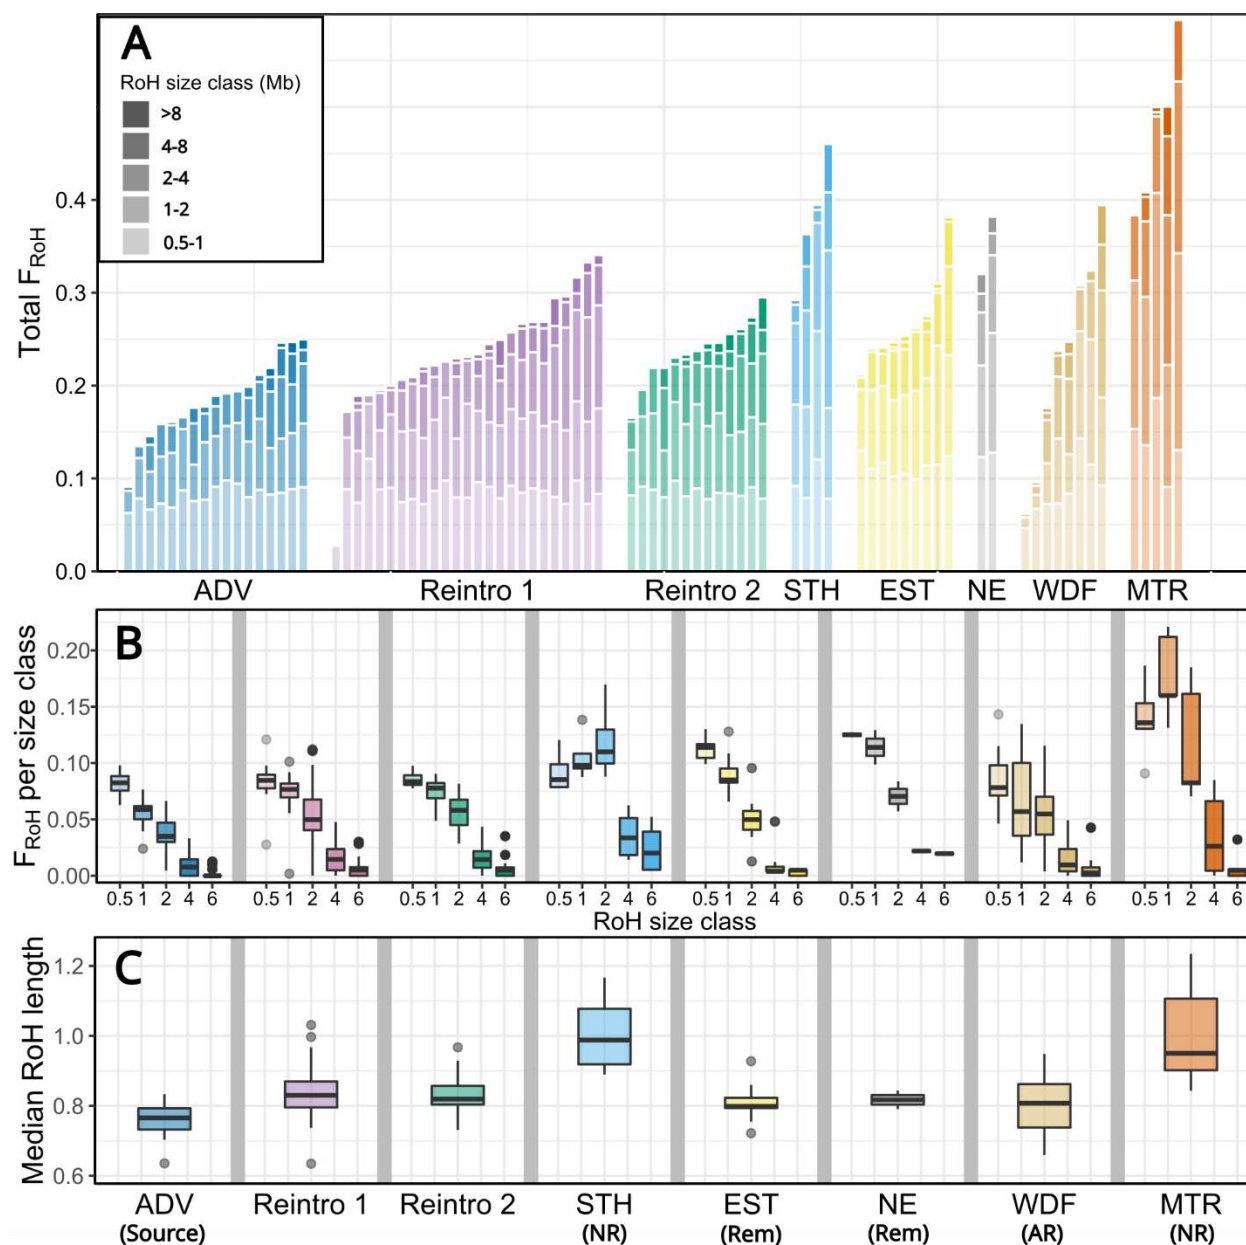 A
RoH size class (Mb)
>8
4-8
2-4
1-2
0.5-1
Total FRoH
0.4
0.3
0.2
0.1
0.0
ADV Reintro 1 Reintro 2 STH EST NE WDF MTR
B
FRoH per size class
0.20
0.15
0.10
0.05
0.00
0.5 1 2 4 6 0.5 1 2 4 6 0.5 1 2 4 6 0.5 1 2 4 6 0.5 1 2 4 6 0.5 1 2 4 6 0.5 1 2 4 6 0.5 1 2 4 6
RoH size class
C
Median RoH length
1.2
1.0
0.8
0.6
ADV Reintro 1 Reintro 2 STH EST NE WDF MTR
(Source) (NR) (Rem) (Rem) (AR) (NR)